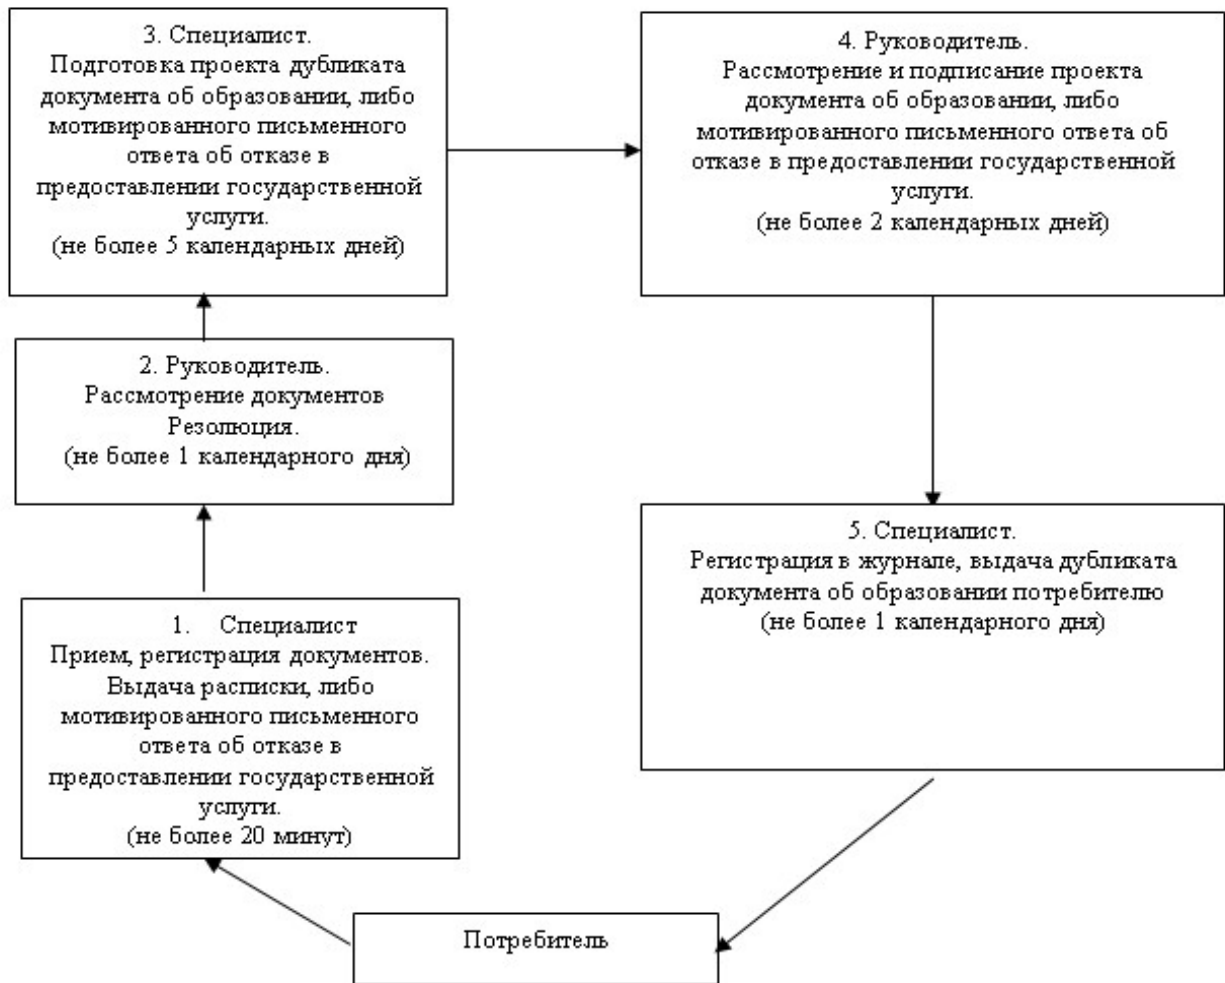 3. Специалист.
Подготовка проекта дубликата
документа об образовании, либо
мотивированного письменного
ответа об отказе в
предоставлении государственной
услуги.
(не более 5 календарных дней)
4. Руководитель.
Рассмотрение и подписание проекта
документа об образовании, либо
мотивированного письменного ответа об
отказе в предоставлении государственной
услуги.
(не более 2 календарных дней)
2. Руководитель.
Рассмотрение документов
Резолюция.
(не более 1 календарного дня)
5. Специалист.
Регистрация в журнале, выдача дубликата
документа об образовании потребителю
(не более 1 календарного дня)
1. Специалист
Прием, регистрация документов.
Выдача расписки, либо
мотивированного письменного
ответа об отказе в
предоставлении государственной
услуги.
(не более 20 минут)
Потребитель